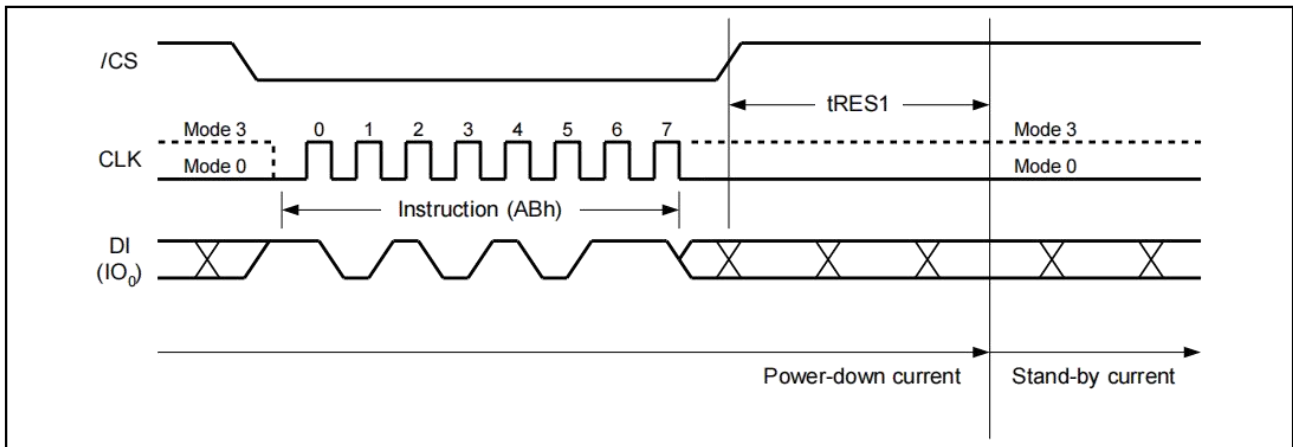 /CS
tRES1
Mode 3 0 1 2 3 4 5 6 7 Mode 3
CLK
Mode 0 Mode 0
Instruction (ABh)
DI
(IO₀)
Power-down current Stand-by current